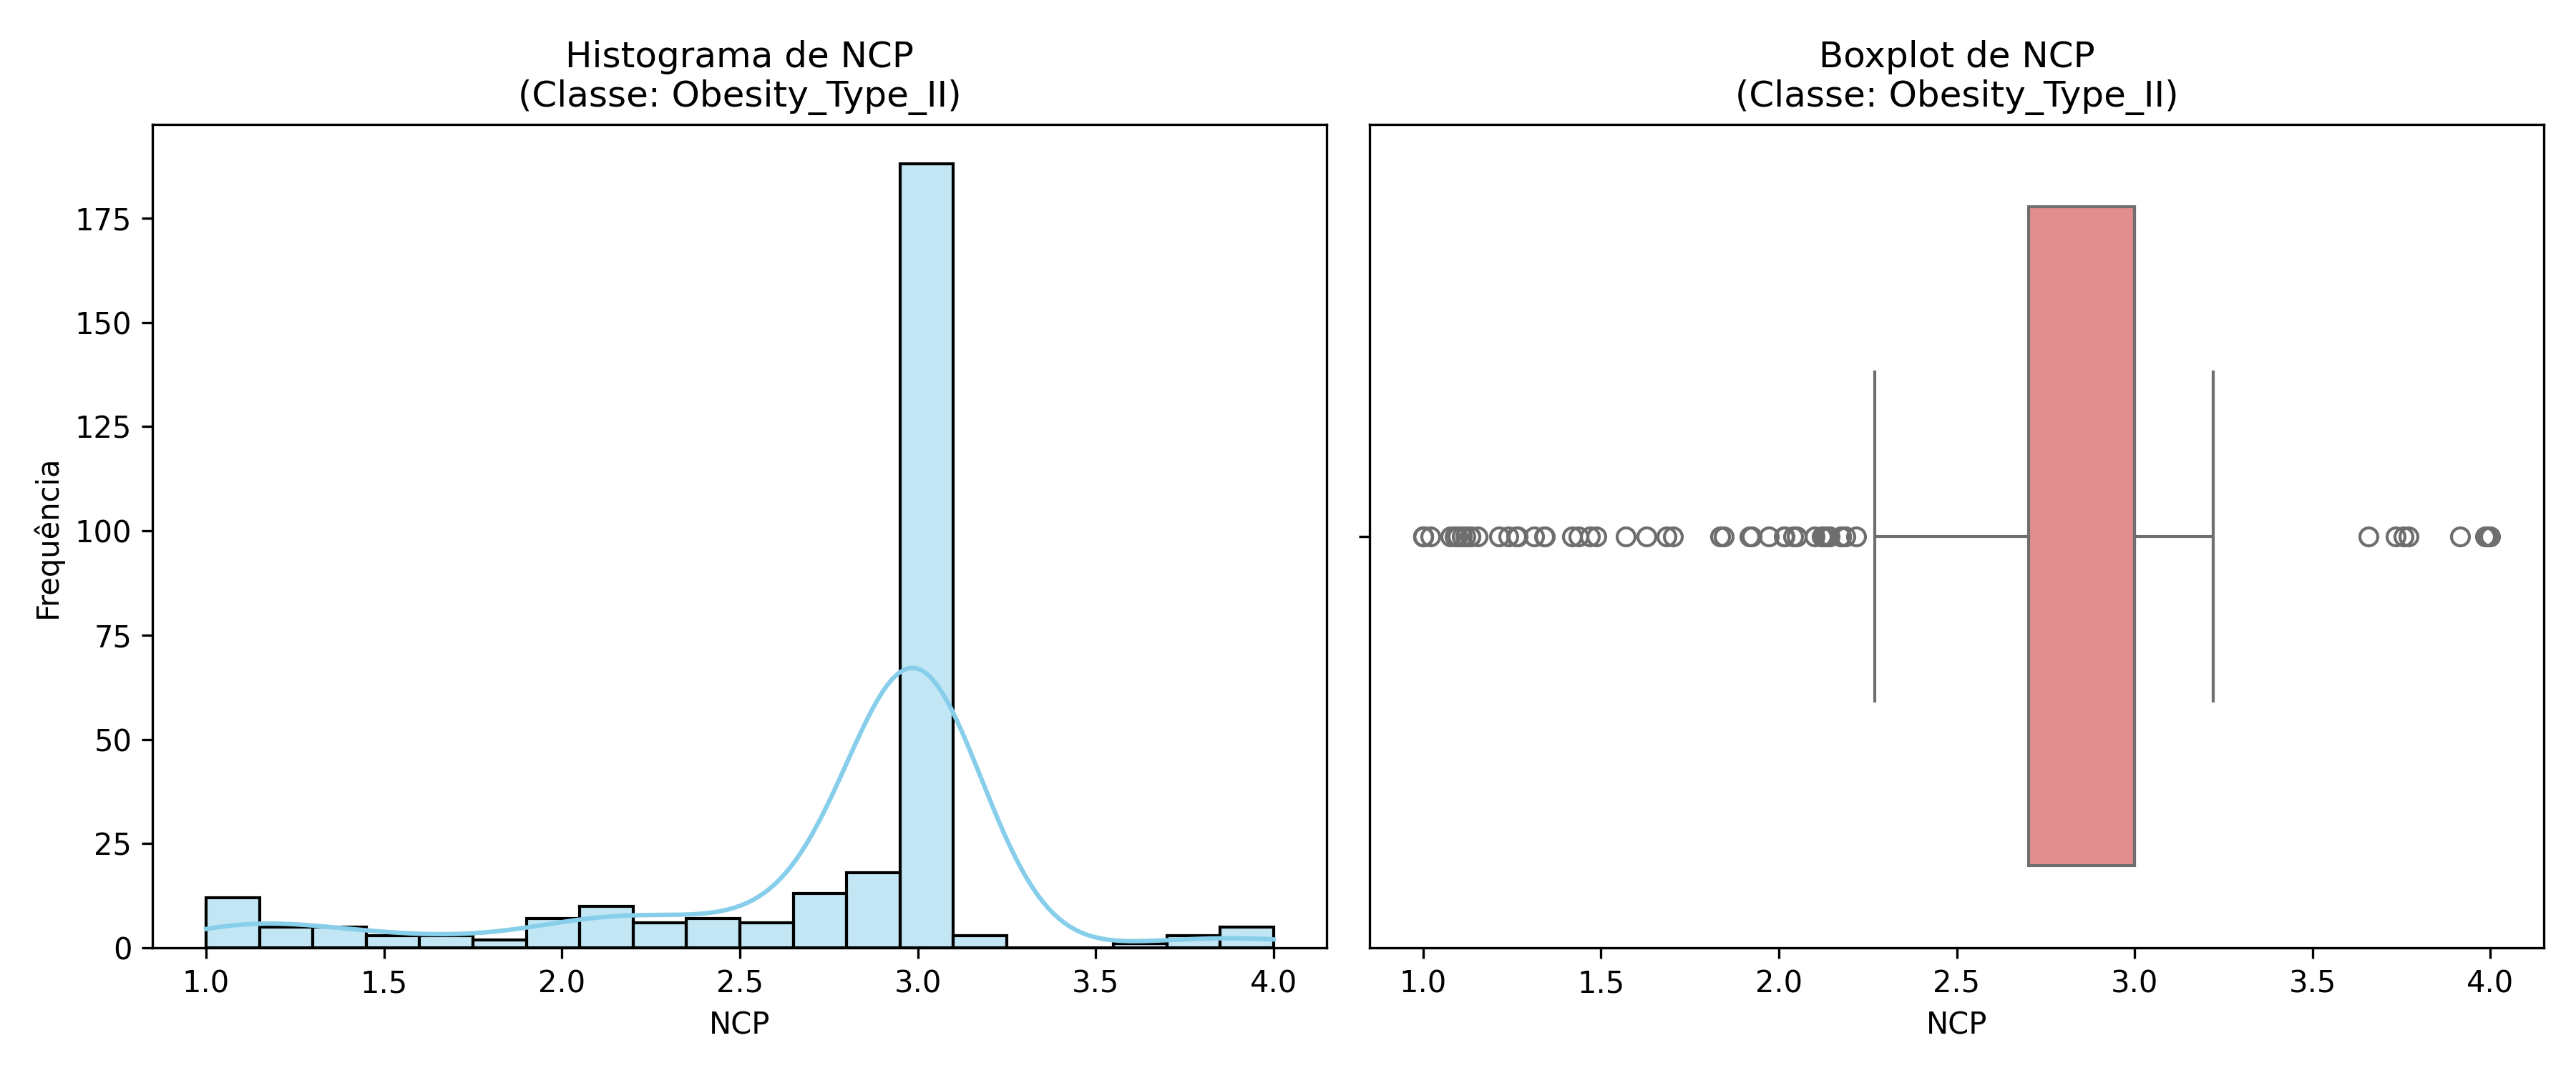 Histograma de NCP
(Classe: Obesity_Type_II)
Frequência
175
150
125
100
75
50
25
0
1.0 1.5 2.0 2.5 3.0 3.5 4.0
NCP
Boxplot de NCP
(Classe: Obesity_Type_II)
1.0 1.5 2.0 2.5 3.0 3.5 4.0
NCP